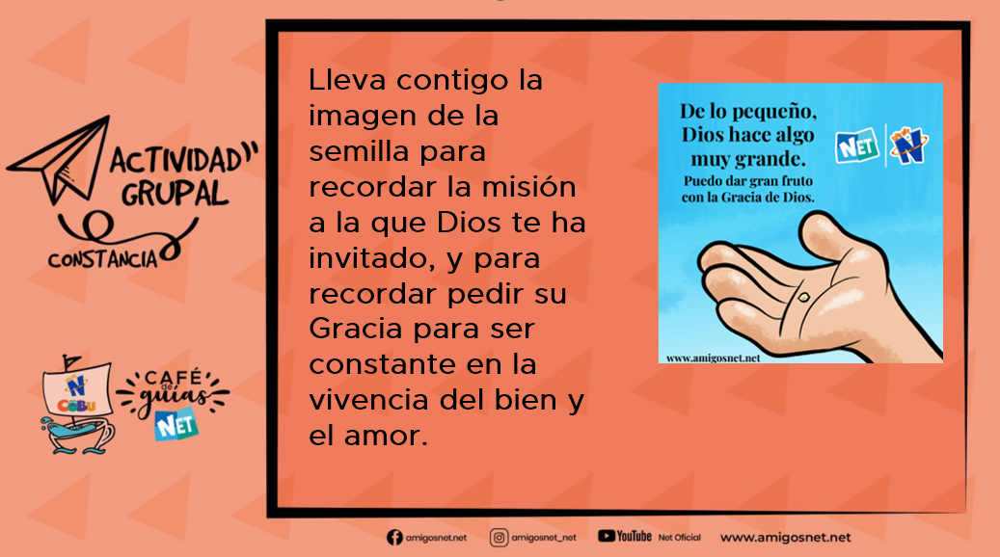 ACTIVIDAD
GRUPAL
CONSTANCIA
N
COBU
CAFÉ
de
guías
NET
Lleva contigo la
imagen de la
semilla para
recordar la misión
a la que Dios te ha
invitado, y para
recordar pedir su
Gracia para ser
constante en la
vivencia del bien y
el amor.
De lo pequeño,
Dios hace algo
muy grande.
Puedo dar gran fruto
con la Gracia de Dios.
NET N
www.amigosnet.net
amigosnet.net amigosnet_net YouTube Net Oficial www.amigosnet.net